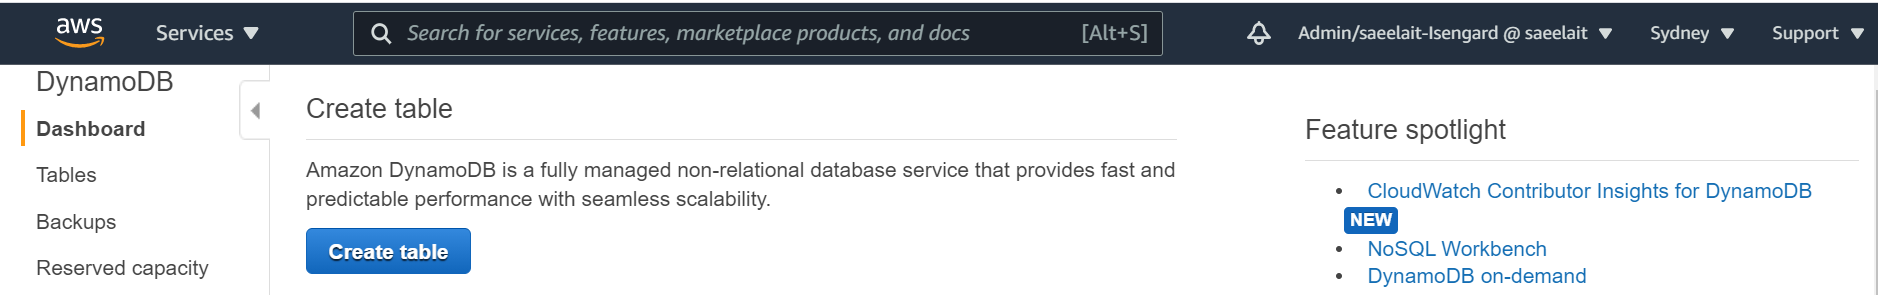 aws Services Search for services, features, marketplace products, and docs [Alt+S] Admin/saeelait-Isengard @ saeelait Sydney Support
DynamoDB
Dashboard
Tables
Backups
Reserved capacity
Create table
Amazon DynamoDB is a fully managed non-relational database service that provides fast and
predictable performance with seamless scalability.
Create table
Feature spotlight
CloudWatch Contributor Insights for DynamoDB
NEW
NoSQL Workbench
DynamoDB on-demand